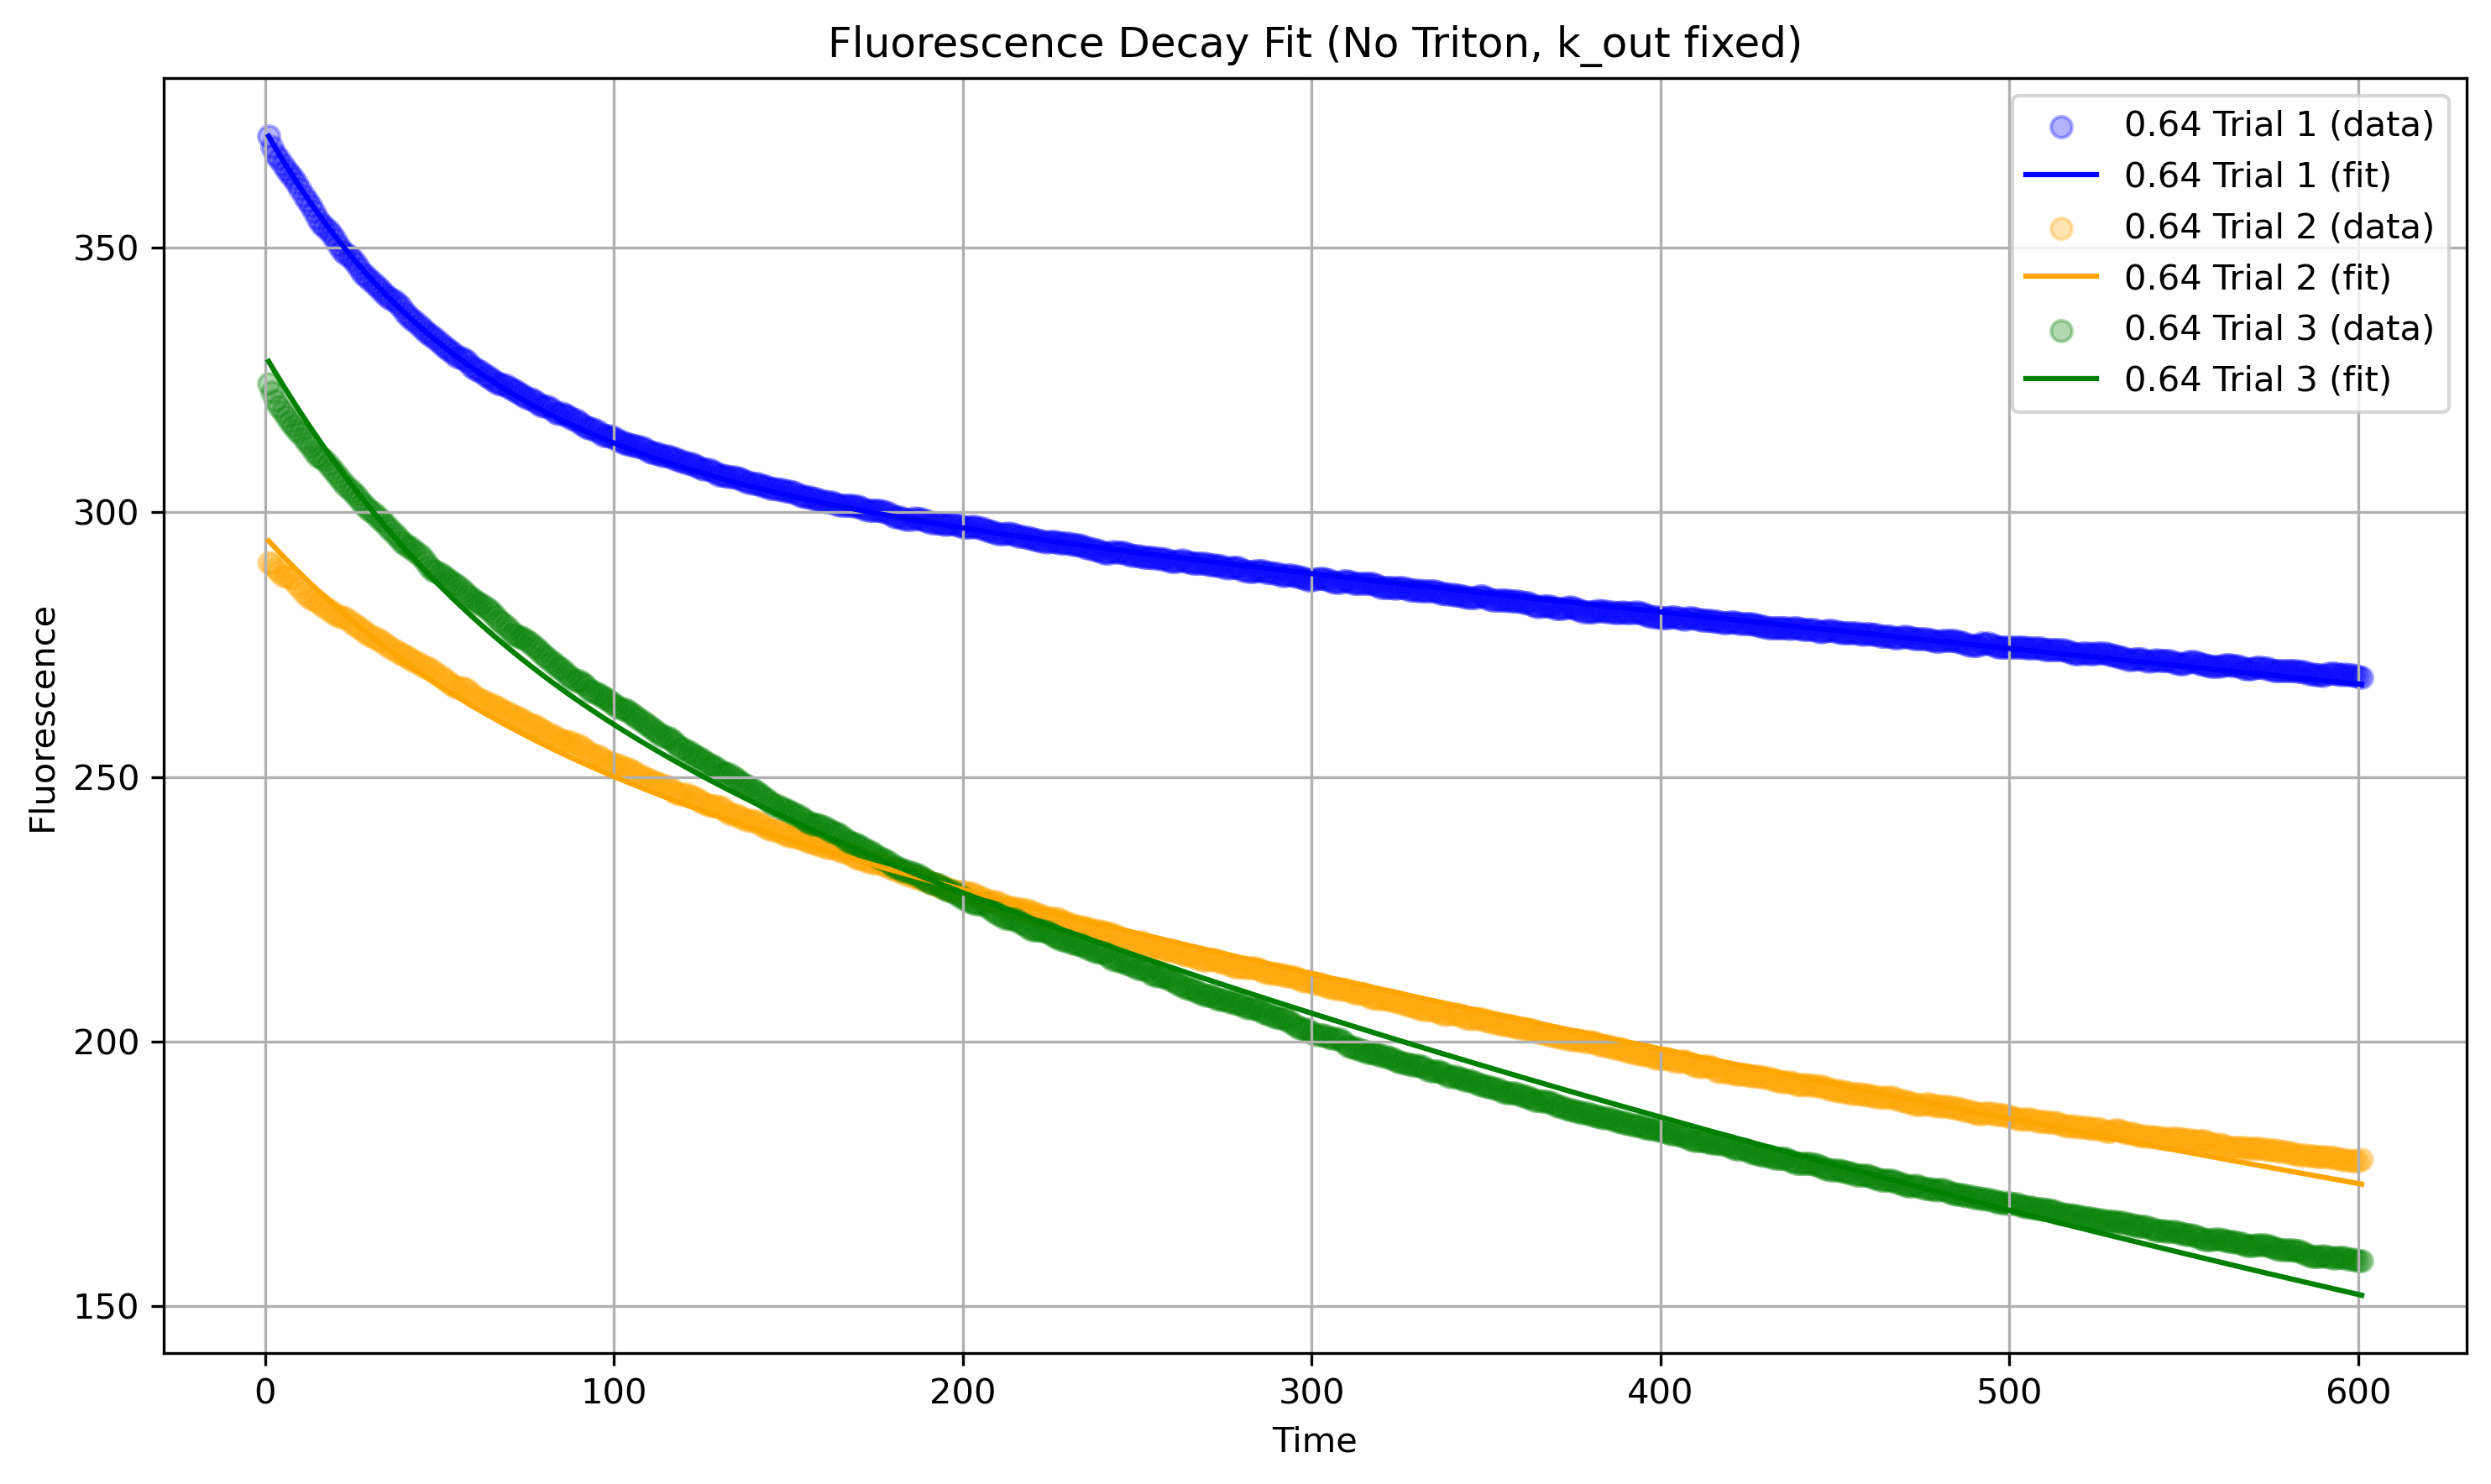 Fluorescence Decay Fit (No Triton, k_out fixed)
0.64 Trial 1 (data)
0.64 Trial 1 (fit)
0.64 Trial 2 (data)
0.64 Trial 2 (fit)
0.64 Trial 3 (data)
0.64 Trial 3 (fit)
Fluorescence
350
300
250
200
150
0 100 200 300 400 500 600
Time